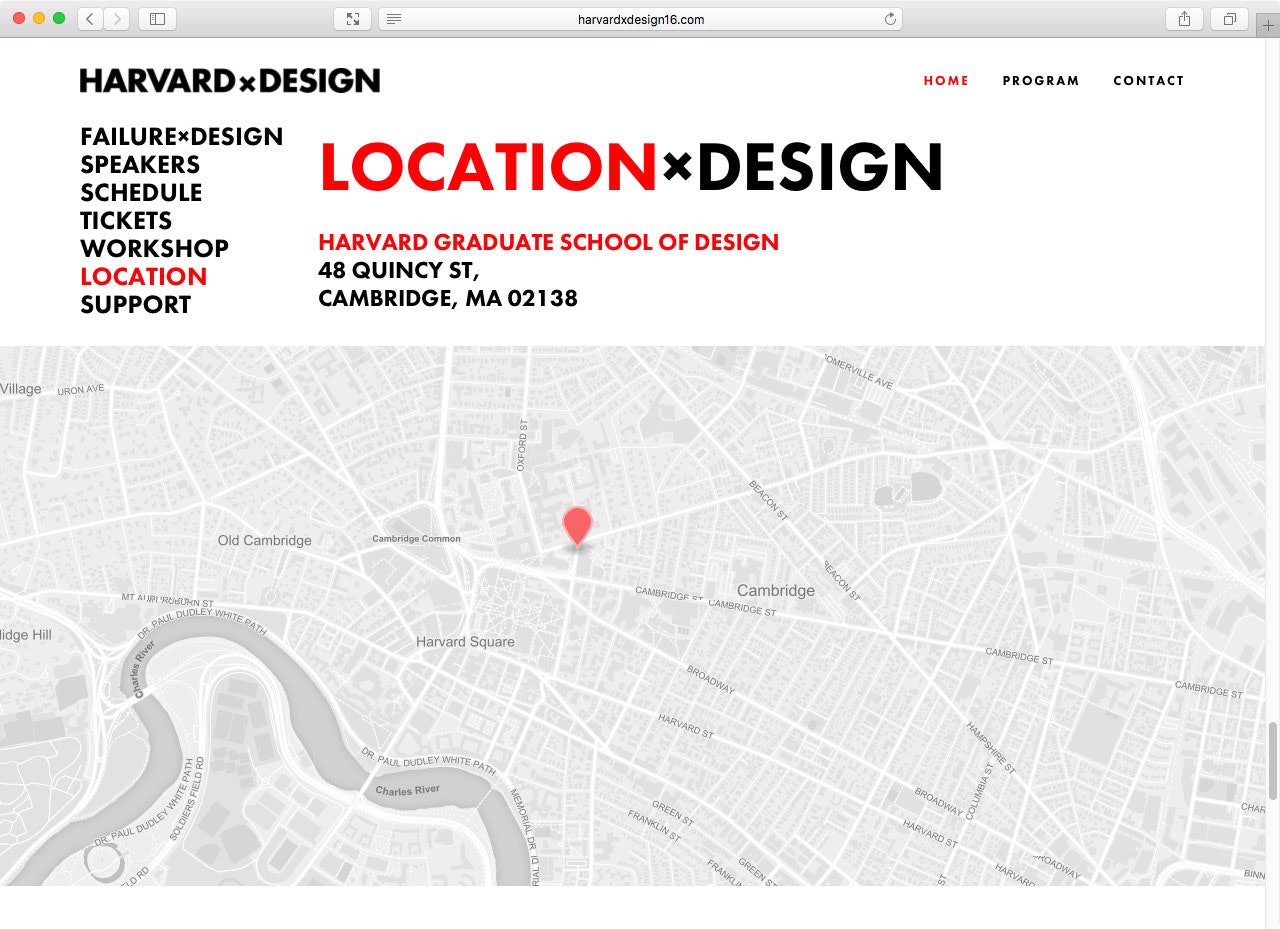 harvardxdesign16.com
HARVARD×DESIGN
HOME PROGRAM CONTACT
FAILURE×DESIGN
SPEAKERS
SCHEDULE
TICKETS
WORKSHOP
LOCATION
SUPPORT
LOCATION×DESIGN
HARVARD GRADUATE SCHOOL OF DESIGN
48 QUINCY ST,
CAMBRIDGE, MA 02138
Village
URON AVE
OMERVILLE AVE
OXFORD ST
BEACON ST
Old Cambridge
Cambridge Common
BEACON ST
Cambridge
CAMBRIDGE ST
CAMBRIDGE ST
MT AUBURN ST
DR. PAUL DUDLEY WHITE PATH
lidge Hill
Charles River
Harvard Square
CAMBRIDGE ST
CAMBRIDGE ST
BROADWAY
HARVARD ST
HAMPSHIRE ST
DR. PAUL DUDLEY WHITE PATH
DR. PAUL DUDLEY WHITE PATH
SOLDIERS FIELD RD
Charles River
MEMORIAL DR
COLUMBIA ST
BROADWAY
GREEN ST
FRANKLIN ST
HARVARD ST
CHAR
BROADWAY
GREEN ST
FRANKLIN
HARVAR
BINN
FIELD RD